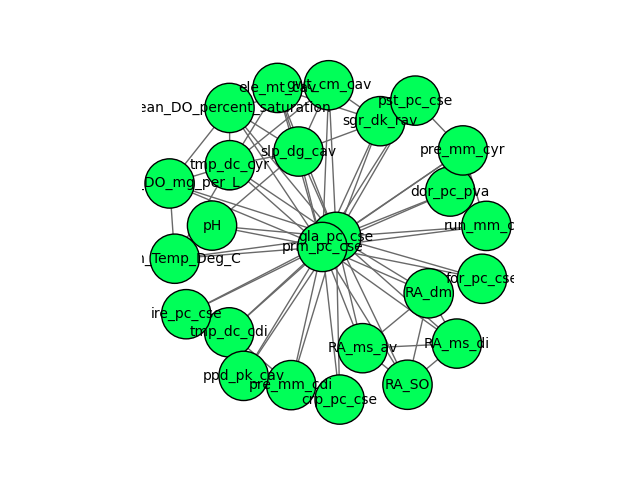 ele_mt_cav
gwt_cm_cav
pst_pc_cse
ean_DO_percent_saturation
sgr_dk_rav
slp_dg_cav
pre_mm_cyr
tmp_dc_cyr
_DO_mg_per_L
dor_pc_pva
pH
run_mm_c
gla_pc_cse
prm_pc_cse
_Temp_Deg_C
for_pc_cse
RA_dm
ire_pc_cse
tmp_dc_cdi
RA_ms_av
RA_ms_di
ppd_pk_cav
pre_mm_cdi
RA_SO
crp_pc_cse